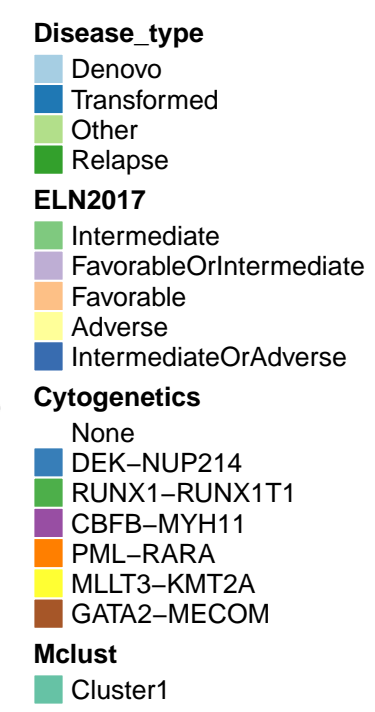 Disease_type
Denovo
Transformed
Other
Relapse
ELN2017
Intermediate
FavorableOrIntermediate
Favorable
Adverse
IntermediateOrAdverse
Cytogenetics
None
DEK−NUP214
RUNX1−RUNX1T1
CBFB−MYH11
PML−RARA
MLLT3−KMT2A
GATA2−MECOM
Mclust
Cluster1